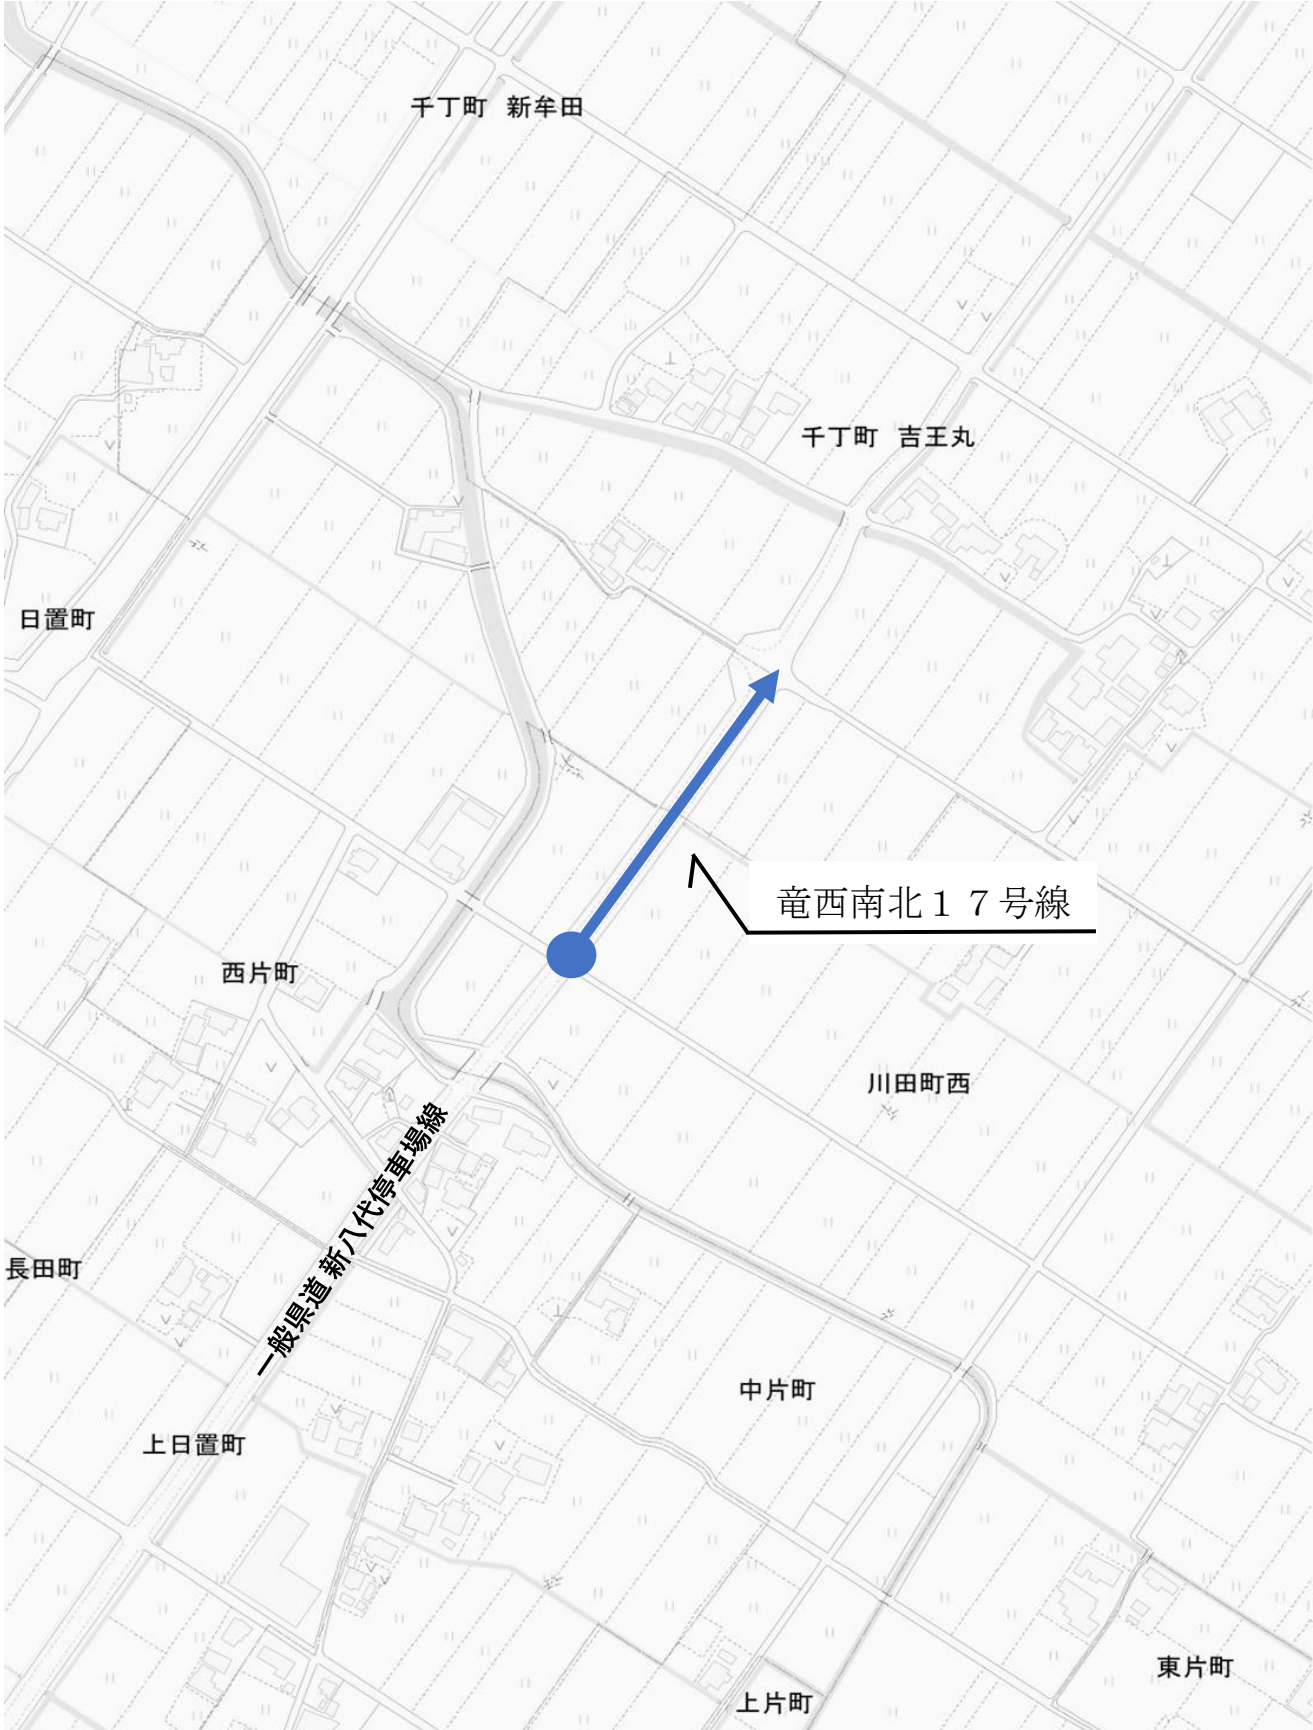 千丁町 新牟田
千丁町 吉王丸
日置町
竜西南北１７号線
西片町
川田町西
一般県道 新八代停車場線
長田町
中片町
上日置町
東片町
上片町